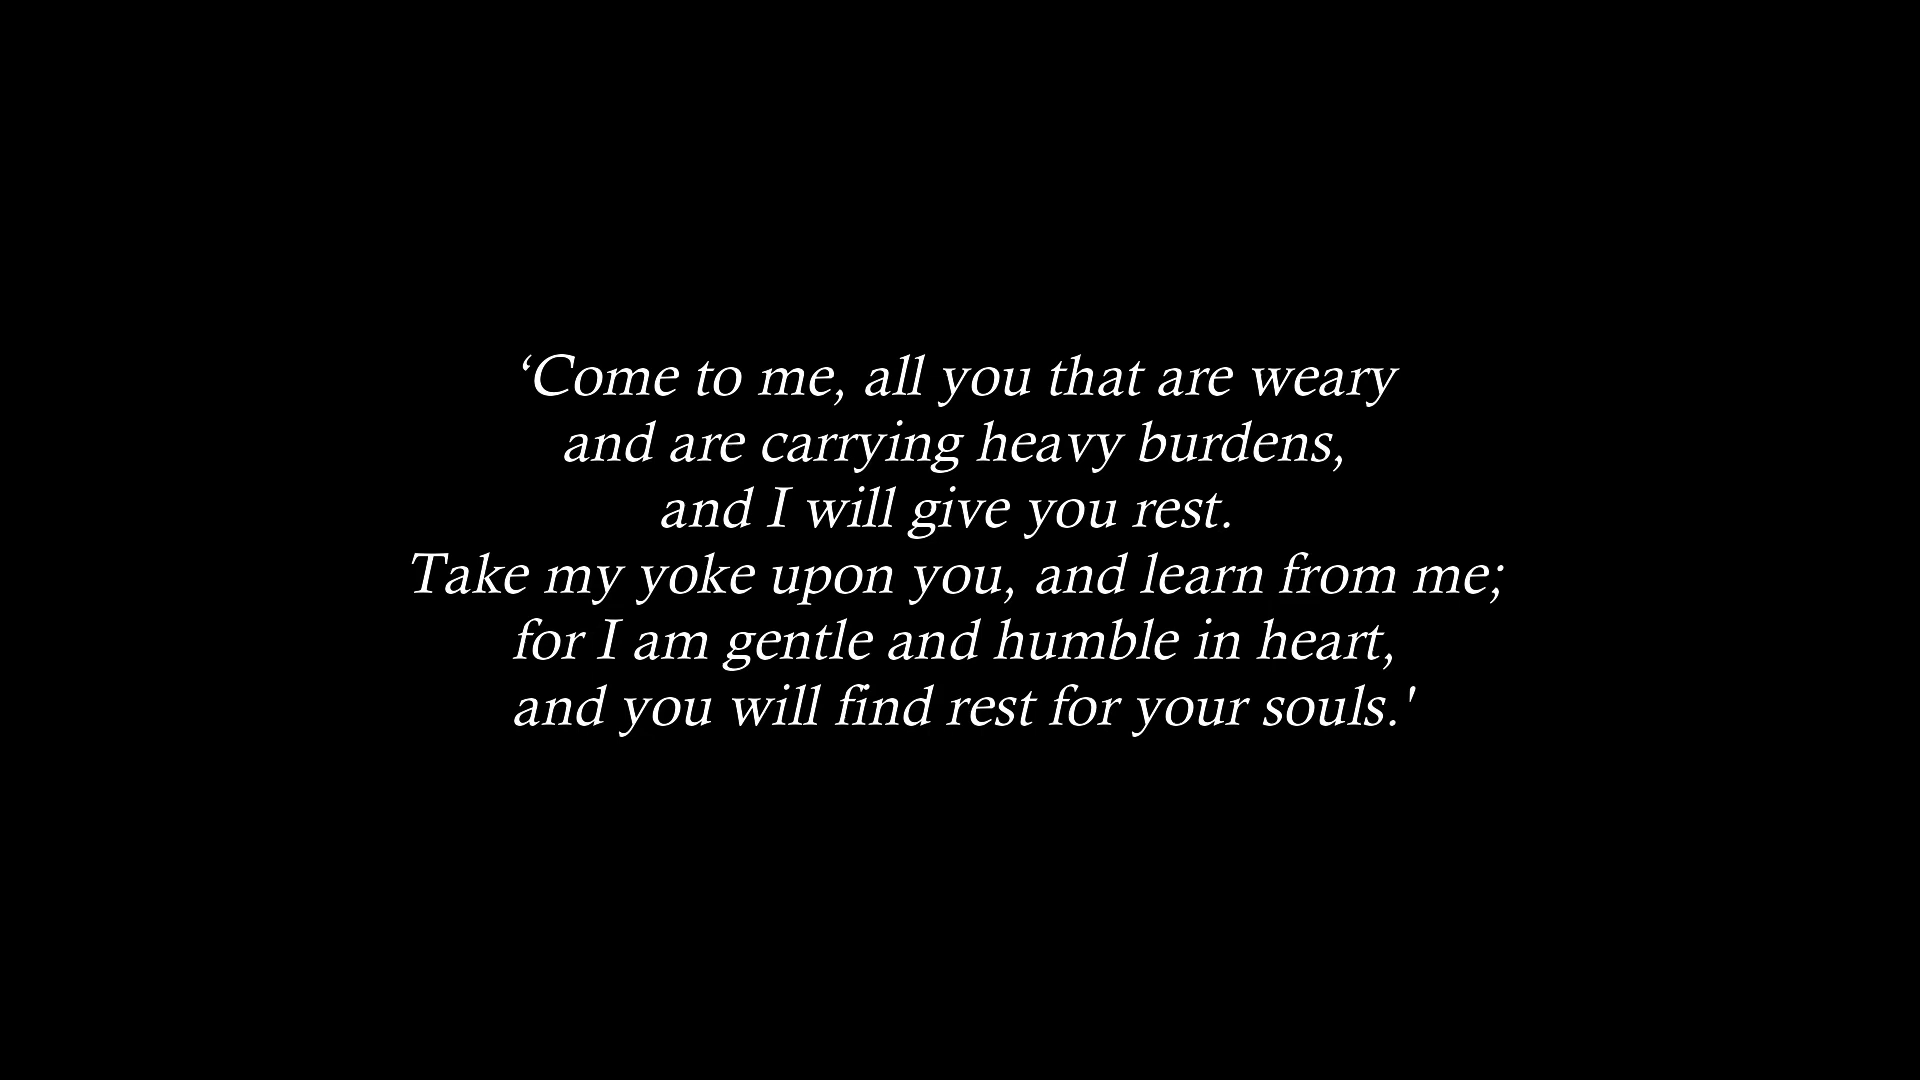 ‘Come to me, all you that are weary
and are carrying heavy burdens,
and I will give you rest.
Take my yoke upon you, and learn from me;
for I am gentle and humble in heart,
and you will find rest for your souls.'